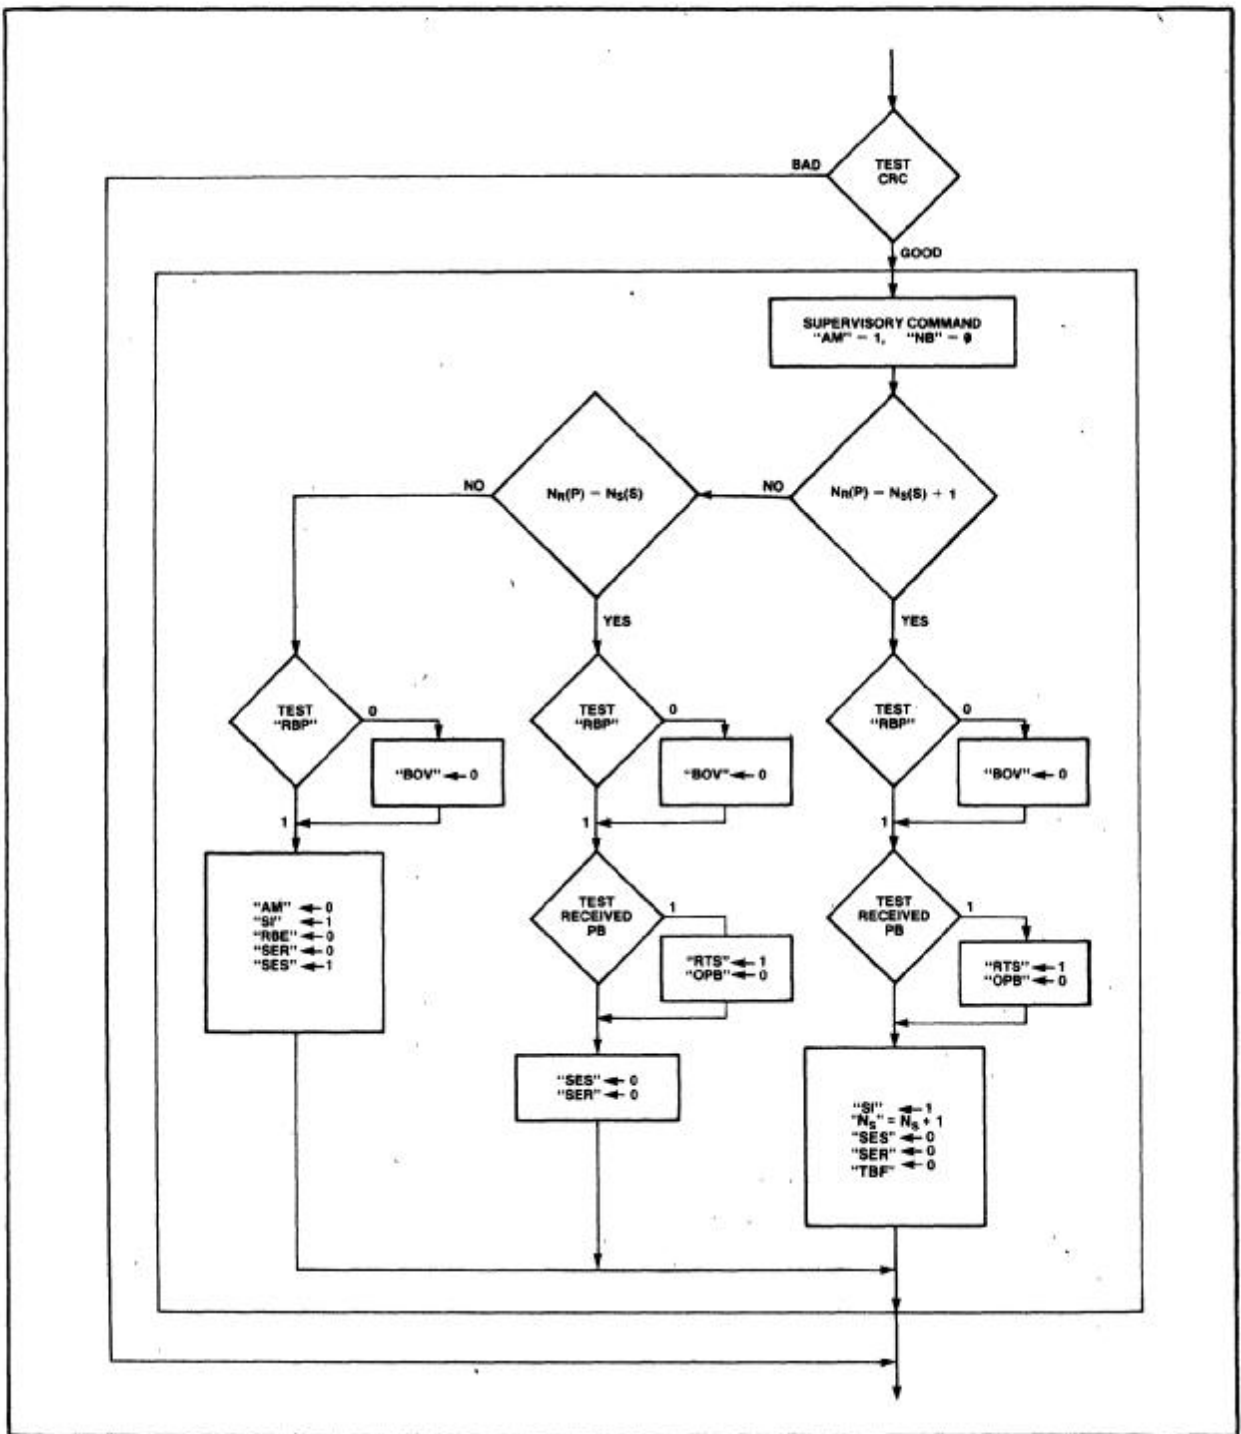 TEST
CRC
BAD
GOOD
SUPERVISORY COMMAND
"AM" = 1, "NB" = 0
NR(P) = NS(S) + 1
NO
YES
NR(P) = NS(S)
NO
YES
TEST
"RBP"
0
"BOV" ← 0
1
"AM" ← 0
"SI" ← 1
"RBE" ← 0
"SER" ← 0
"SES" ← 1
TEST
"RBP"
0
"BOV" ← 0
1
TEST
RECEIVED
PB
1
"RTS" ← 1
"OPB" ← 0
"SES" ← 0
"SER" ← 0
TEST
"RBP"
0
"BOV" ← 0
1
TEST
RECEIVED
PB
1
"RTS" ← 1
"OPB" ← 0
"SI" ← 1
"NS" = NS + 1
"SES" ← 0
"SER" ← 0
"TBF" ← 0